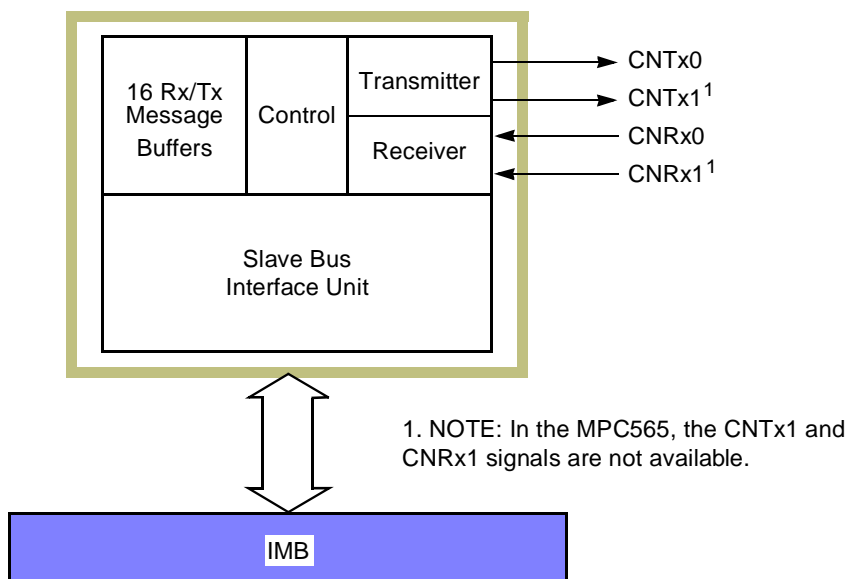 16 Rx/Tx
Message
Buffers
Control
Transmitter
Receiver
CNTx0
CNTx1¹
CNRx0
CNRx1¹
Slave Bus
Interface Unit
1. NOTE: In the MPC565, the CNTx1 and
CNRx1 signals are not available.
IMB